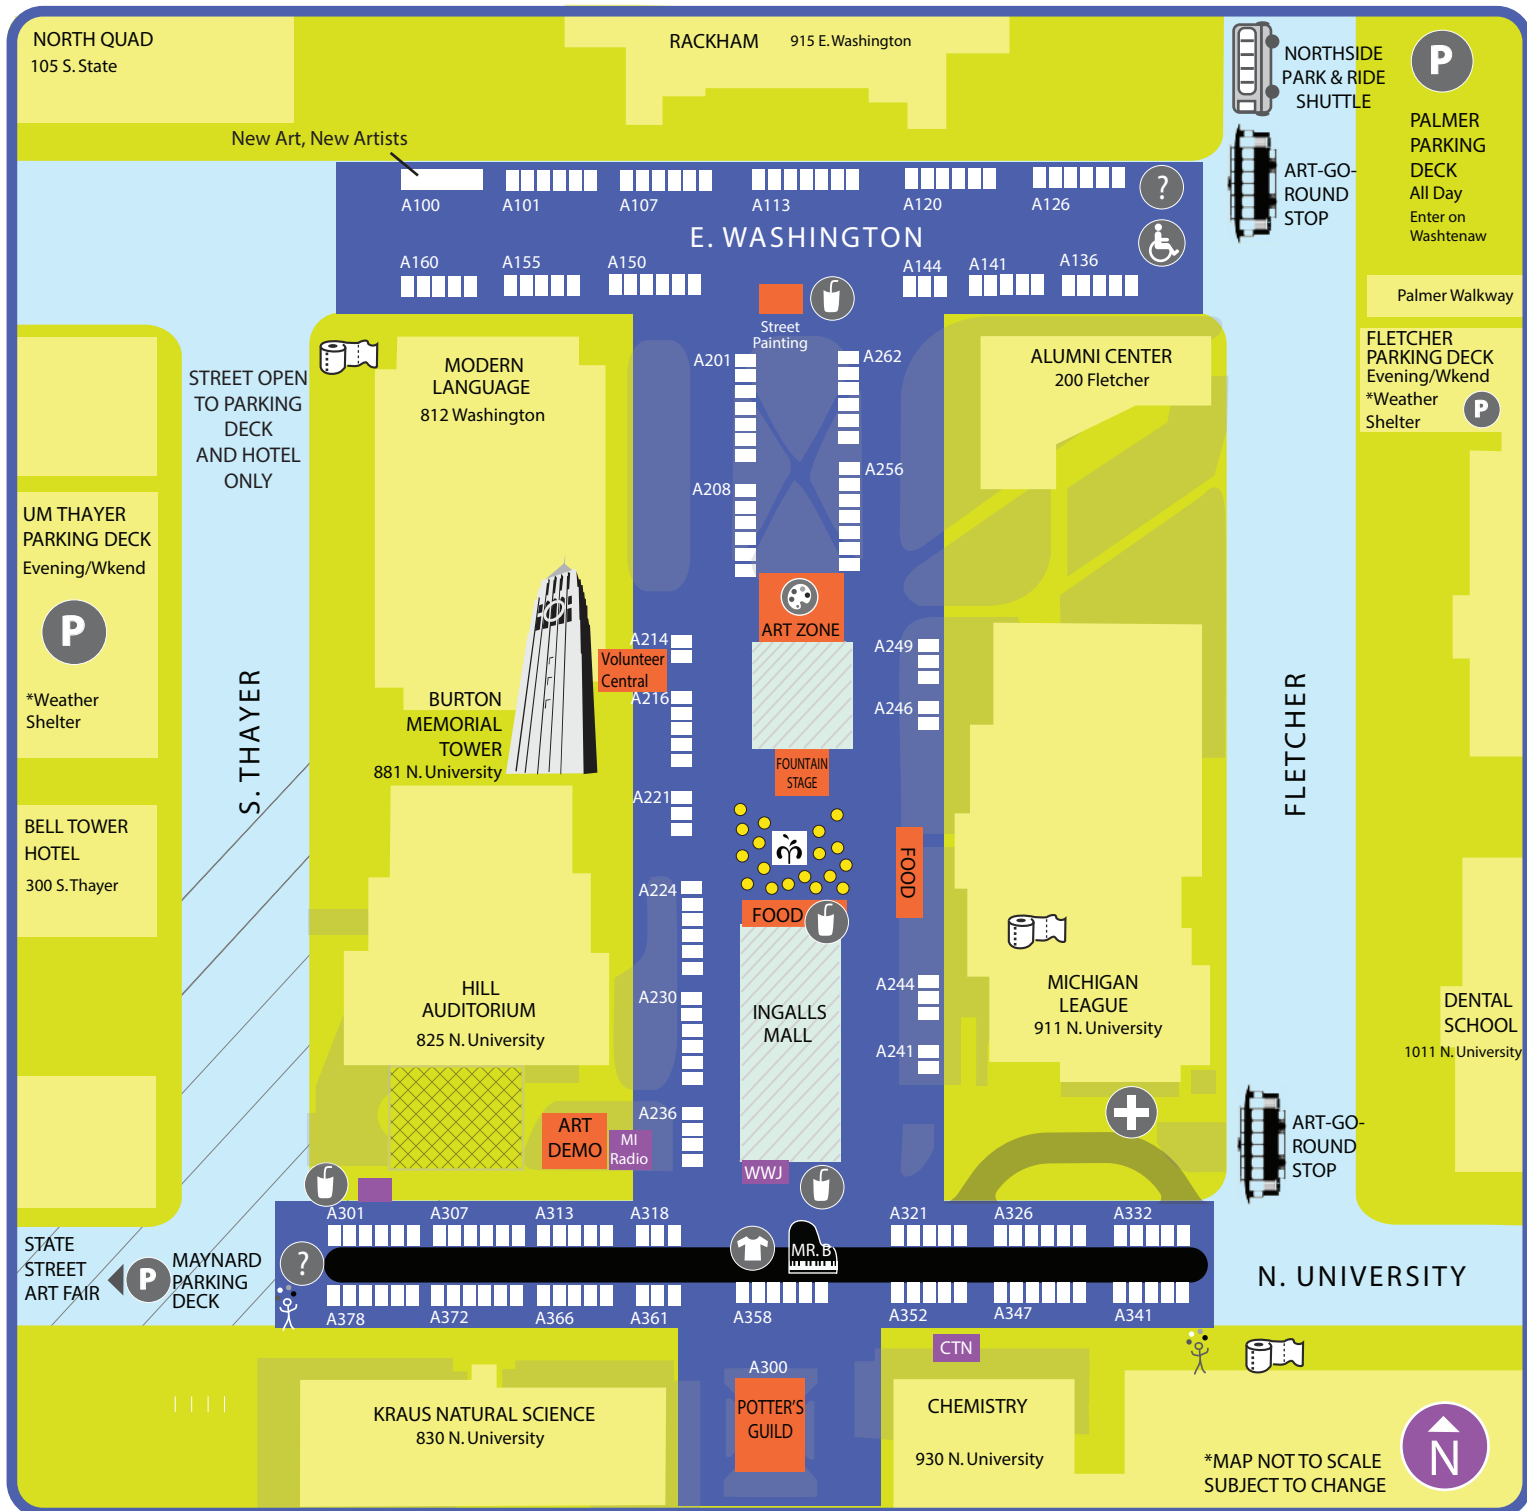 NORTH QUAD
105 S. State
RACKHAM 915 E. Washington
NORTHSIDE
PARK & RIDE
SHUTTLE
P
PALMER
PARKING
DECK
All Day
Enter on
Washtenaw
New Art, New Artists
ART-GO-
ROUND
STOP
A100
A101
A107
A113
A120
A126
?
E. WASHINGTON
A160
A155
A150
A144
A141
A136
Street
Painting
Palmer Walkway
FLETCHER
PARKING DECK
Evening/Wkend
*Weather
Shelter
P
STREET OPEN
TO PARKING
DECK
AND HOTEL
ONLY
MODERN
LANGUAGE
812 Washington
A201
A262
ALUMNI CENTER
200 Fletcher
A208
A256
UM THAYER
PARKING DECK
Evening/Wkend
P
*Weather
Shelter
S. THAYER
BURTON
MEMORIAL
TOWER
881 N. University
A214
Volunteer
Central
A216
ART ZONE
A249
A246
FLETCHER
FOUNTAIN
STAGE
A221
BELL TOWER
HOTEL
300 S. Thayer
FOOD
A224
FOOD
HILL
AUDITORIUM
825 N. University
A230
INGALLS
MALL
A244
A241
MICHIGAN
LEAGUE
911 N. University
DENTAL
SCHOOL
1011 N. University
A236
ART
DEMO
MI
Radio
WWJ
ART-GO-
ROUND
STOP
A301
A307
A313
A318
A321
A326
A332
STATE
STREET
ART FAIR
P
MAYNARD
PARKING
DECK
?
MR. B
N. UNIVERSITY
A378
A372
A366
A361
A358
A352
A347
A341
CTN
A300
POTTER'S
GUILD
KRAUS NATURAL SCIENCE
830 N. University
CHEMISTRY
930 N. University
*MAP NOT TO SCALE
SUBJECT TO CHANGE
N